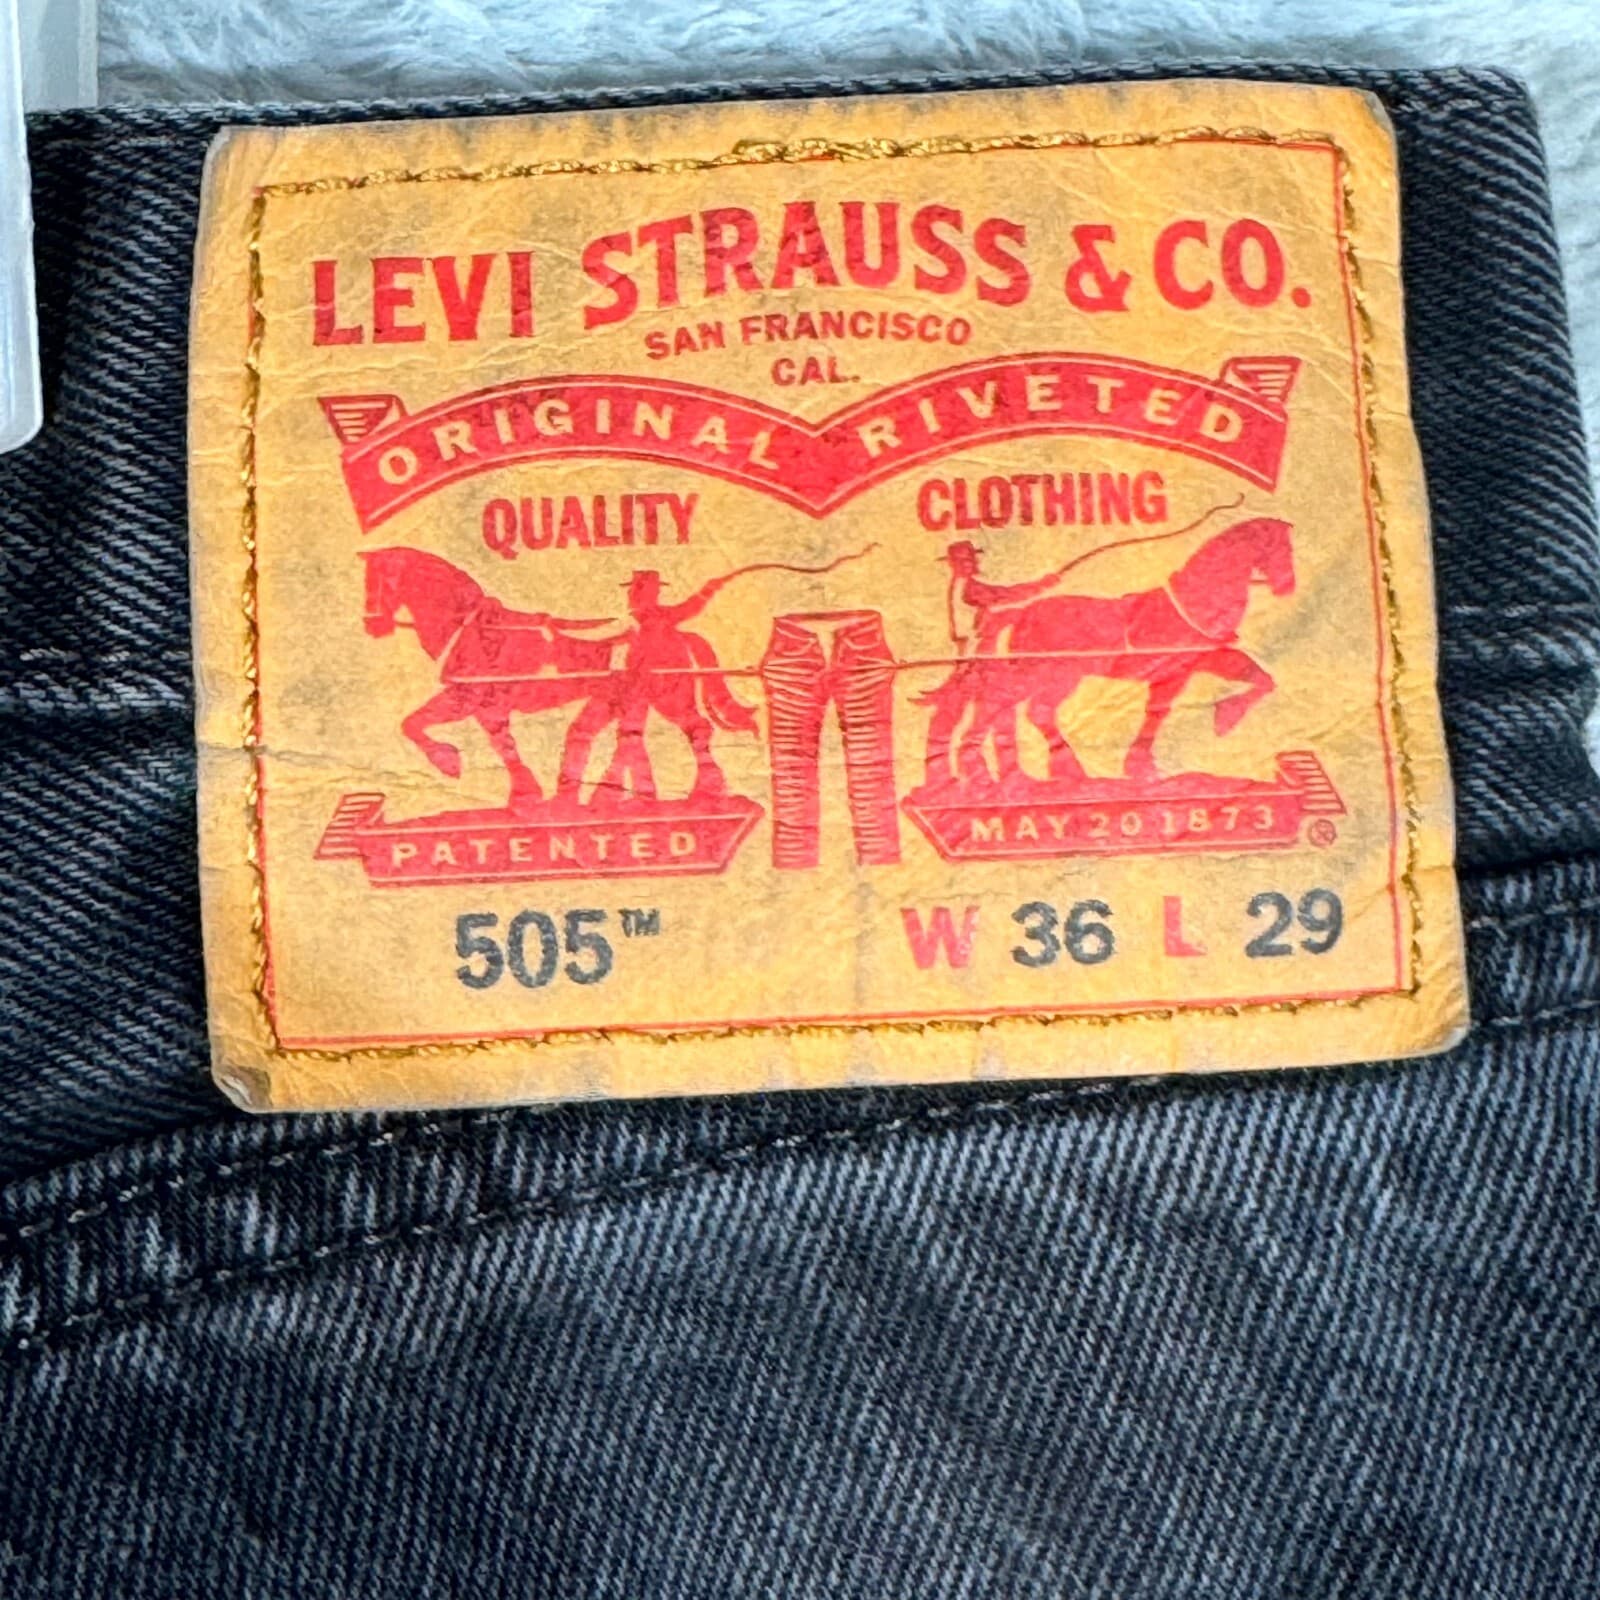 LEVI STRAUSS & CO.
SAN FRANCISCO
CAL.
ORIGINAL RIVETED
QUALITY CLOTHING
PATENTED MAY 20 1873 ®
505™ W 36 L 29